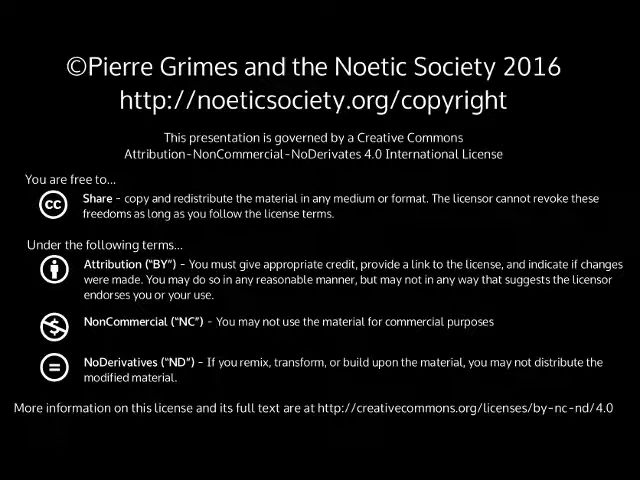 ©Pierre Grimes and the Noetic Society 2016
http://noeticsociety.org/copyright
This presentation is governed by a Creative Commons
Attribution-NonCommercial-NoDerivates 4.0 International License
You are free to...
cc
Share - copy and redistribute the material in any medium or format. The licensor cannot revoke these
freedoms as long as you follow the license terms.
Under the following terms...
Attribution ("BY") - You must give appropriate credit, provide a link to the license, and indicate if changes
were made. You may do so in any reasonable manner, but may not in any way that suggests the licensor
endorses you or your use.
NonCommercial ("NC") - You may not use the material for commercial purposes
NoDerivatives ("ND") - If you remix, transform, or build upon the material, you may not distribute the
modified material.
More information on this license and its full text are at http://creativecommons.org/licenses/by-nc-nd/4.0